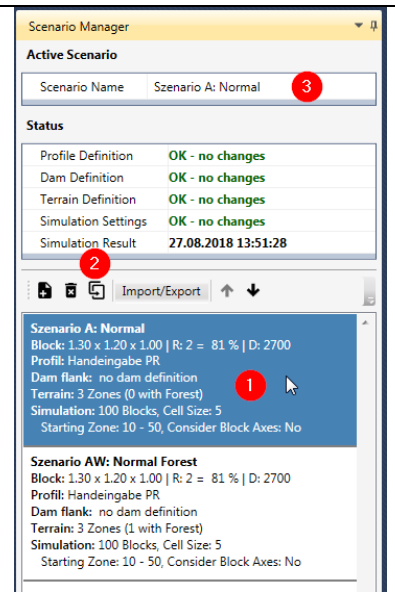 Scenario Manager
Active Scenario
Scenario Name Szenario A: Normal 3
Status
Profile Definition OK - no changes
Dam Definition OK - no changes
Terrain Definition OK - no changes
Simulation Settings OK - no changes
Simulation Result 27.08.2018 13:51:28
2
Import/Export
Szenario A: Normal
Block: 1.30 x 1.20 x 1.00 | R: 2 = 81 % | D: 2700
Profil: Handeingabe PR
Dam flank: no dam definition
1
Terrain: 3 Zones (0 with Forest)
Simulation: 100 Blocks, Cell Size: 5
Starting Zone: 10 - 50, Consider Block Axes: No
Szenario AW: Normal Forest
Block: 1.30 x 1.20 x 1.00 | R: 2 = 81 % | D: 2700
Profil: Handeingabe PR
Dam flank: no dam definition
Terrain: 3 Zones (1 with Forest)
Simulation: 100 Blocks, Cell Size: 5
Starting Zone: 10 - 50, Consider Block Axes: No